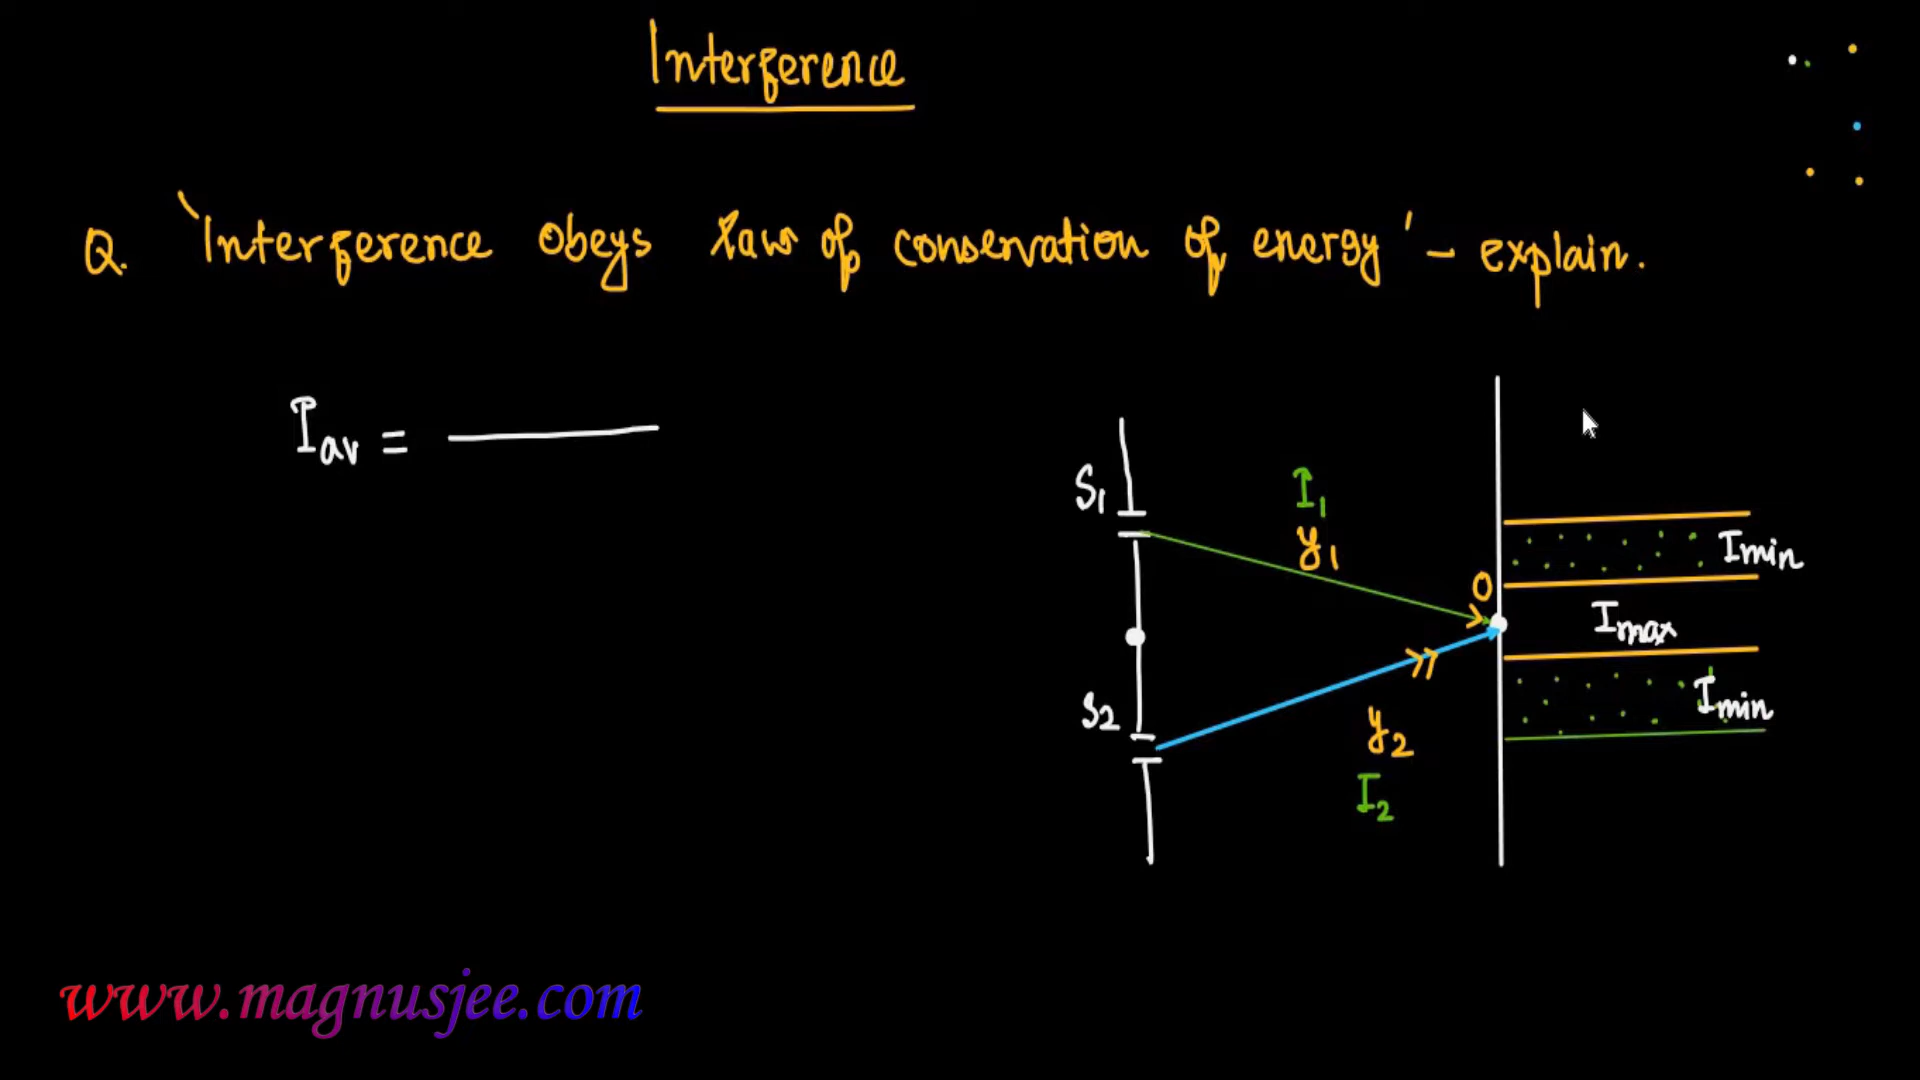 Interference
Q. 'Interference obeys law of conservation of energy' – explain.
Iav =
S1
I1
y1
Imin
O
Imax
S2
Imin
y2
I2
www.magnusjee.com